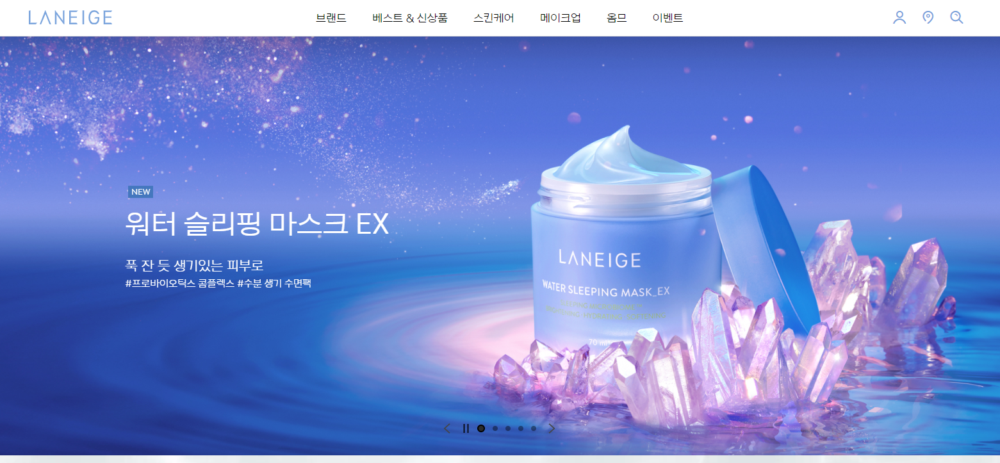 LANEIGE
브랜드 베스트 & 신상품 스킨케어 메이크업 옴므 이벤트
NEW
워터 슬리핑 마스크 EX
푹 잔 듯 생기있는 피부로
#프로바이오틱스 콤플렉스 #수분 생기 수면팩
LANEIGE
WATER SLEEPING MASK_EX
70 ml